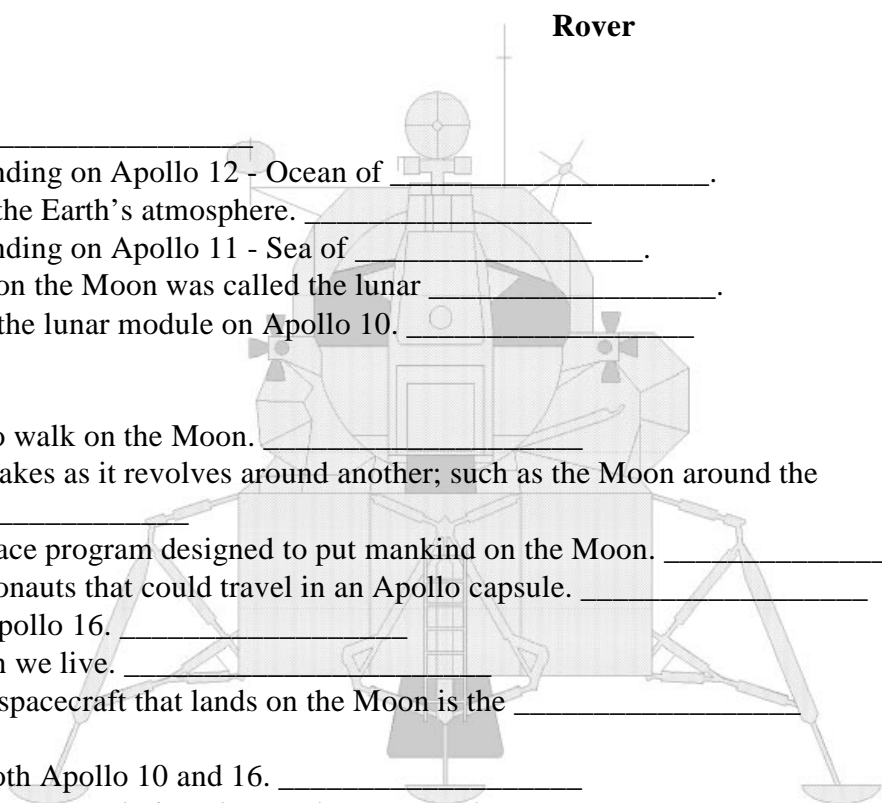 Rover
____________________
nding on Apollo 12 - Ocean of ____________________.
the Earth’s atmosphere. __________________
nding on Apollo 11 - Sea of __________________.
on the Moon was called the lunar __________________.
the lunar module on Apollo 10. __________________
o walk on the Moon. ____________________
akes as it revolves around another; such as the Moon around the
____________
ace program designed to put mankind on the Moon. ______________
onauts that could travel in an Apollo capsule. __________________
pollo 16. __________________
n we live. _______________________
spacecraft that lands on the Moon is the __________________
oth Apollo 10 and 16. ___________________